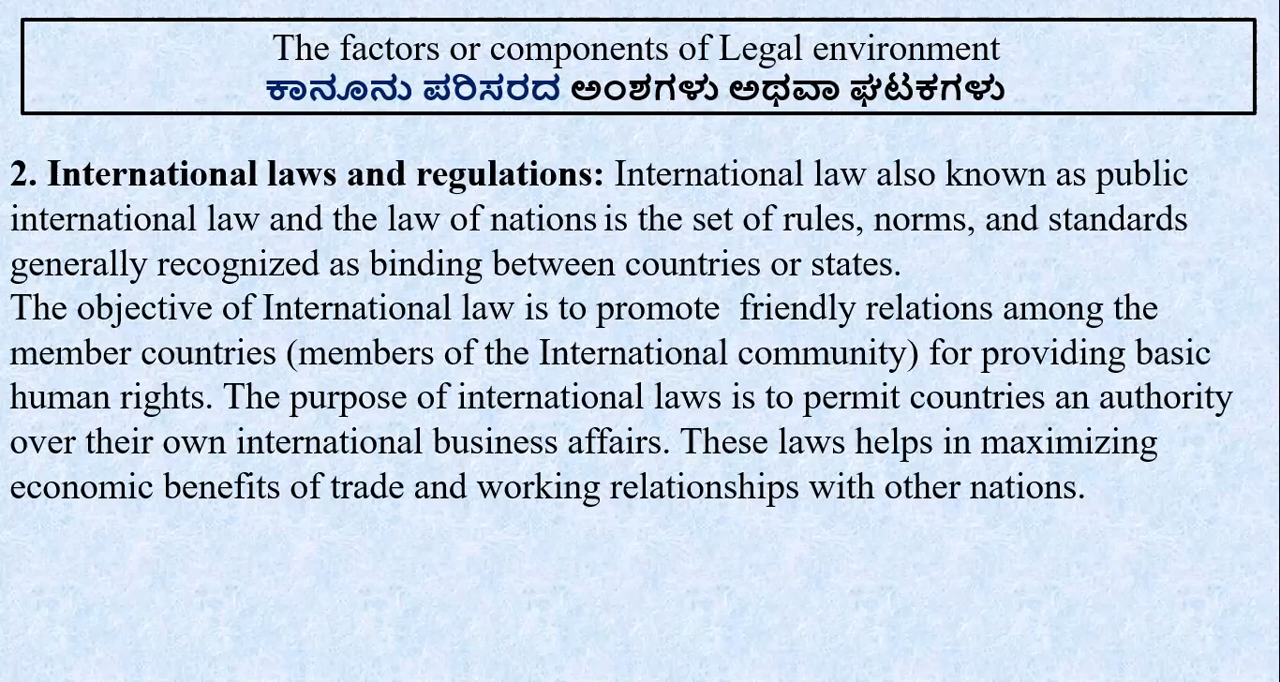 The factors or components of Legal environment
ಕಾನೂನು ಪರಿಸರದ ಅಂಶಗಳು ಅಥವಾ ಘಟಕಗಳು
2. International laws and regulations: International law also known as public
international law and the law of nations is the set of rules, norms, and standards
generally recognized as binding between countries or states.
The objective of International law is to promote  friendly relations among the
member countries (members of the International community) for providing basic
human rights. The purpose of international laws is to permit countries an authority
over their own international business affairs. These laws helps in maximizing
economic benefits of trade and working relationships with other nations.